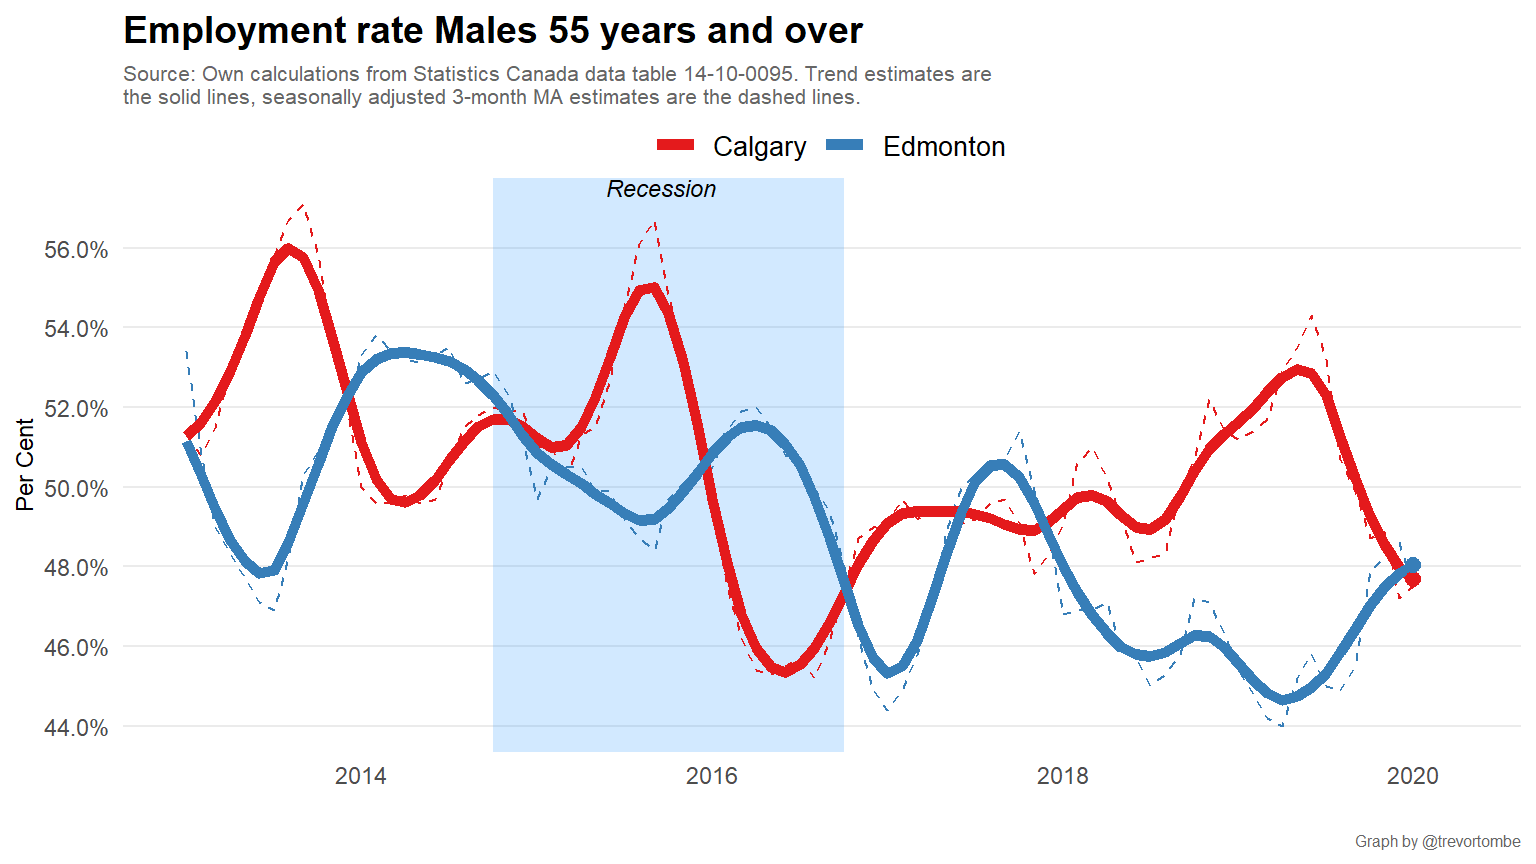 Employment rate Males 55 years and over
Source: Own calculations from Statistics Canada data table 14-10-0095. Trend estimates are
the solid lines, seasonally adjusted 3-month MA estimates are the dashed lines.
Calgary Edmonton
Recession
56.0%
54.0%
52.0%
50.0%
48.0%
46.0%
44.0%
Per Cent
2014 2016 2018 2020
Graph by @trevortombe